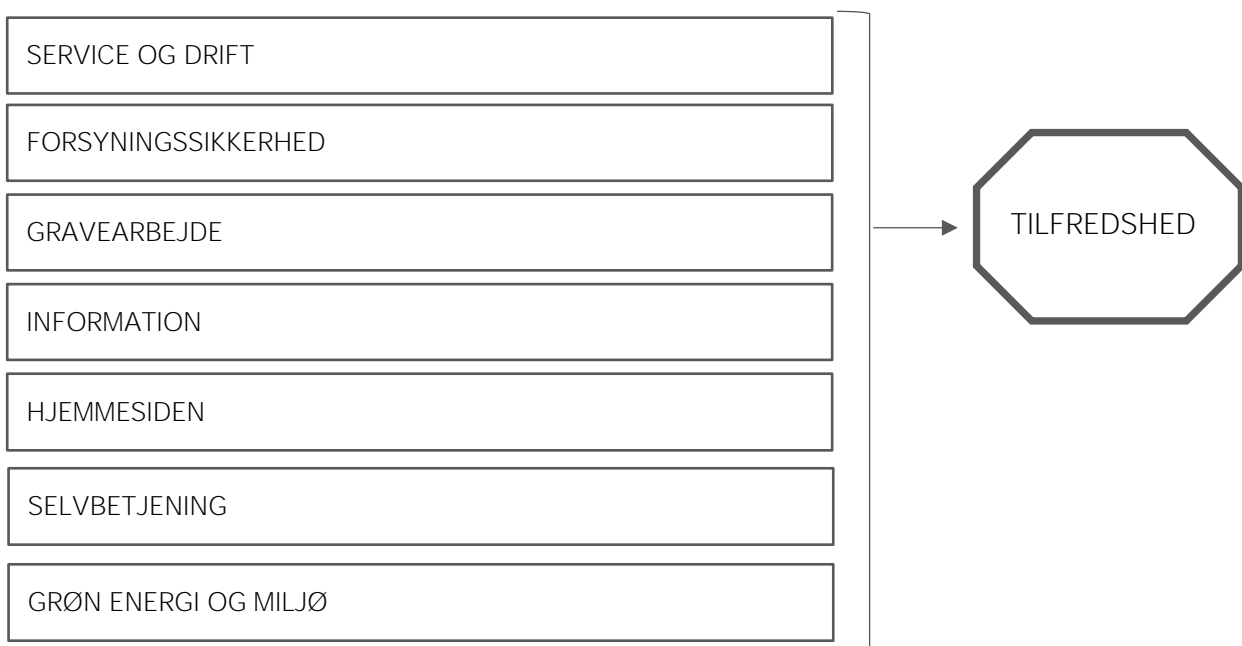 SERVICE OG DRIFT
FORSYNINGSSIKKERHED
GRAVEARBEJDE
INFORMATION
HJEMMESIDEN
SELVBETJENING
GRØN ENERGI OG MILJØ
TILFREDSHED